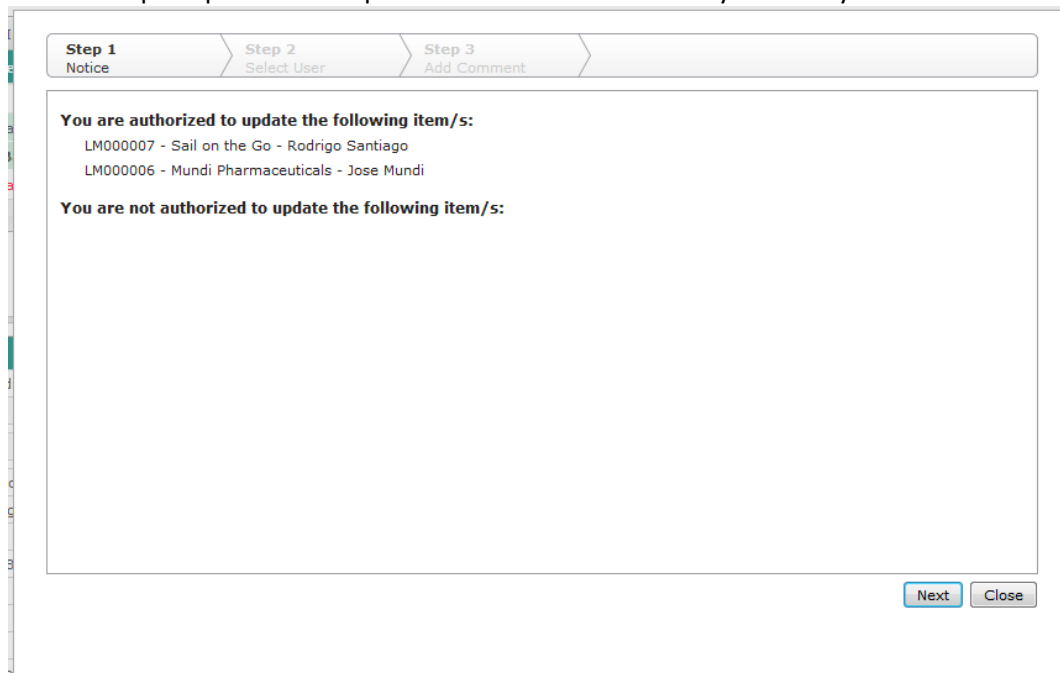 Step 1
Notice
Step 2
Select User
Step 3
Add Comment
You are authorized to update the following item/s:
LM000007 - Sail on the Go - Rodrigo Santiago
LM000006 - Mundi Pharmaceuticals - Jose Mundi
You are not authorized to update the following item/s:
Next
Close